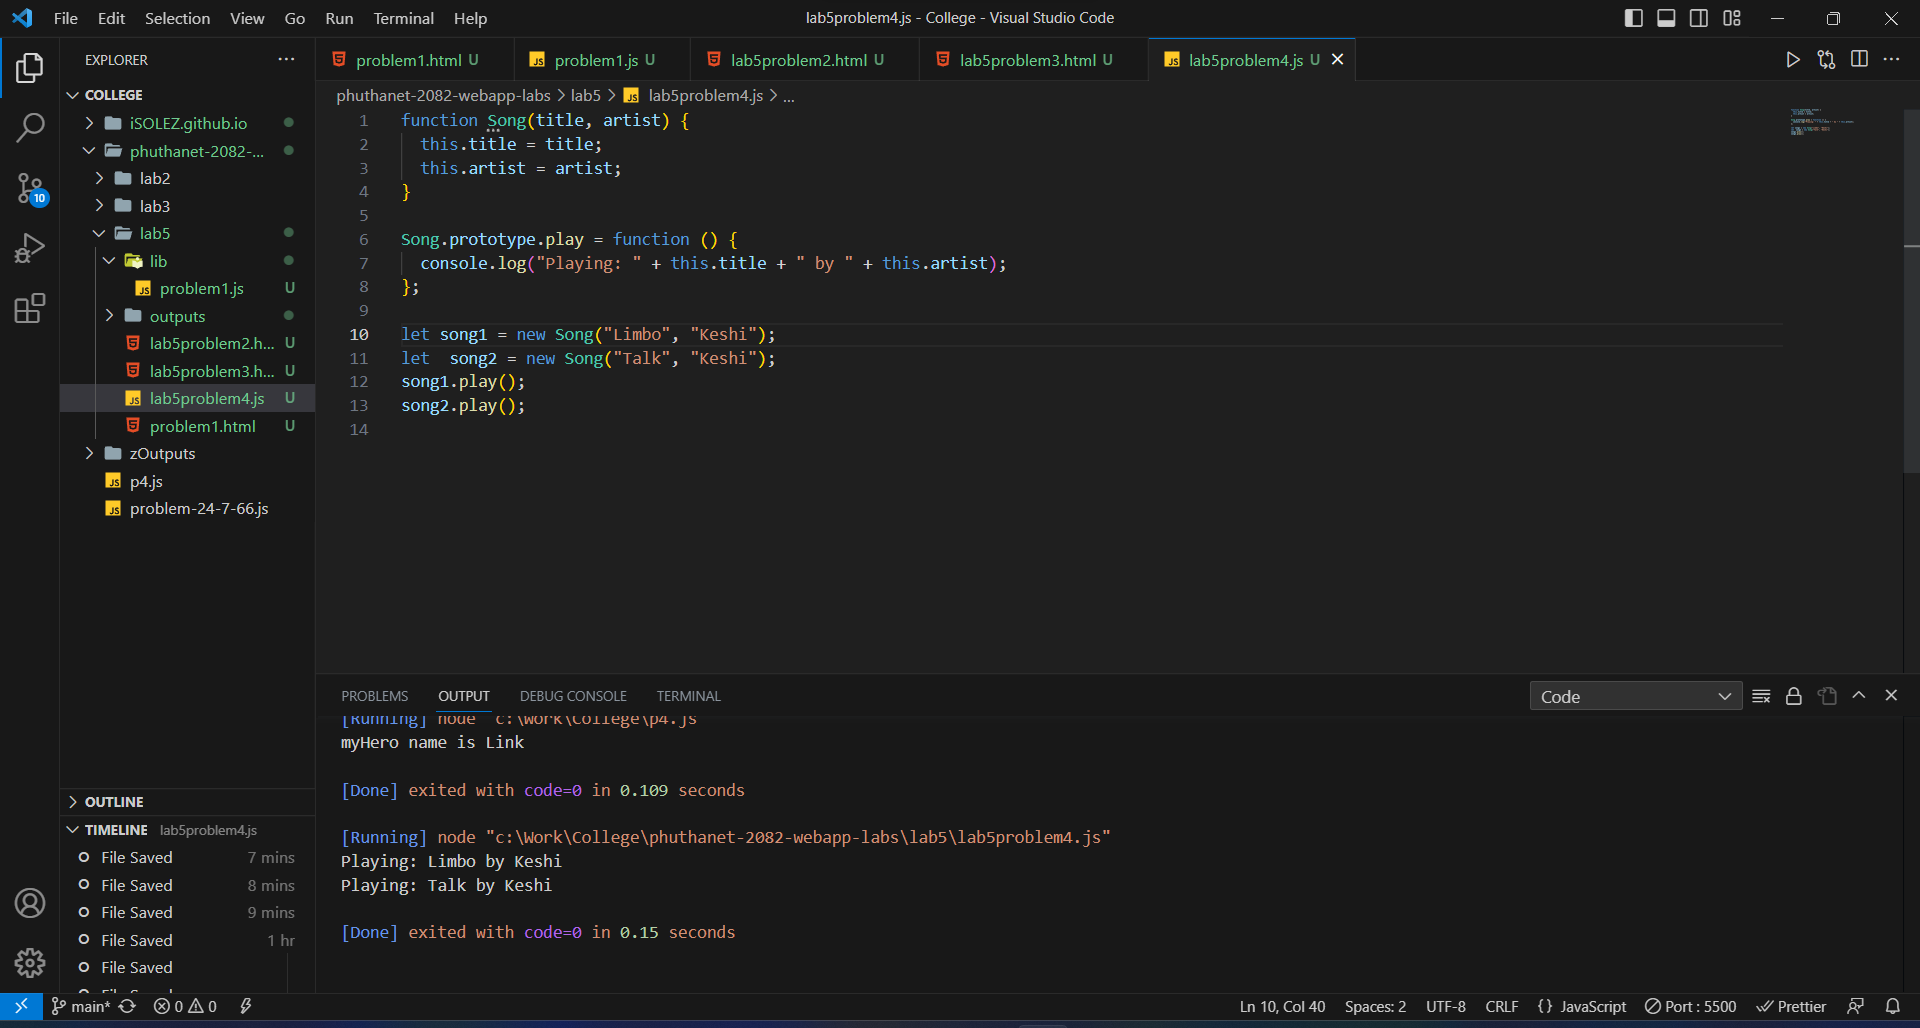 File Edit Selection View Go Run Terminal Help
lab5problem4.js - College - Visual Studio Code
EXPLORER
COLLEGE
iSOLEZ.github.io
phuthanet-2082-...
lab2
lab3
lab5
lib
problem1.js U
outputs
lab5problem2.h... U
lab5problem3.h... U
lab5problem4.js U
problem1.html U
zOutputs
p4.js
problem-24-7-66.js
10
OUTLINE
TIMELINE lab5problem4.js
File Saved 7 mins
File Saved 8 mins
File Saved 9 mins
File Saved 1 hr
File Saved
problem1.html U
problem1.js U
lab5problem2.html U
lab5problem3.html U
lab5problem4.js U
phuthanet-2082-webapp-labs > lab5 > JS lab5problem4.js > ...
1 function Song(title, artist) {
2 this.title = title;
3 this.artist = artist;
4 }
5
6 Song.prototype.play = function () {
7 console.log("Playing: " + this.title + " by " + this.artist);
8 };
9
10 let song1 = new Song("Limbo", "Keshi");
11 let  song2 = new Song("Talk", "Keshi");
12 song1.play();
13 song2.play();
14
PROBLEMS OUTPUT DEBUG CONSOLE TERMINAL
Code
[Running] node "c:\Work\College\p4.js"
myHero name is Link
[Done] exited with code=0 in 0.109 seconds
[Running] node "c:\Work\College\phuthanet-2082-webapp-labs\lab5\lab5problem4.js"
Playing: Limbo by Keshi
Playing: Talk by Keshi
[Done] exited with code=0 in 0.15 seconds
main* 0 0
Ln 10, Col 40 Spaces: 2 UTF-8 CRLF {} JavaScript Port : 5500 Prettier